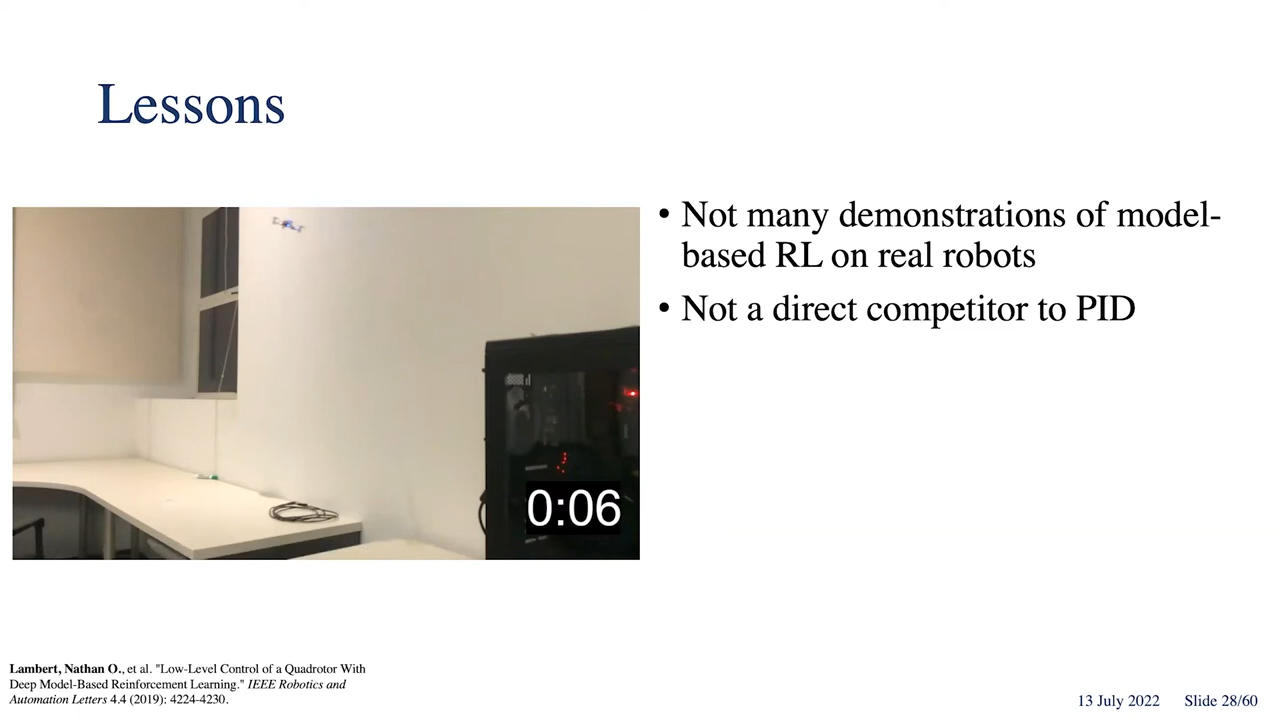 Lessons
• Not many demonstrations of model-
based RL on real robots
• Not a direct competitor to PID
0:06
Lambert, Nathan O., et al. "Low-Level Control of a Quadrotor With
Deep Model-Based Reinforcement Learning." IEEE Robotics and
Automation Letters 4.4 (2019): 4224-4230.
13 July 2022 Slide 28/60